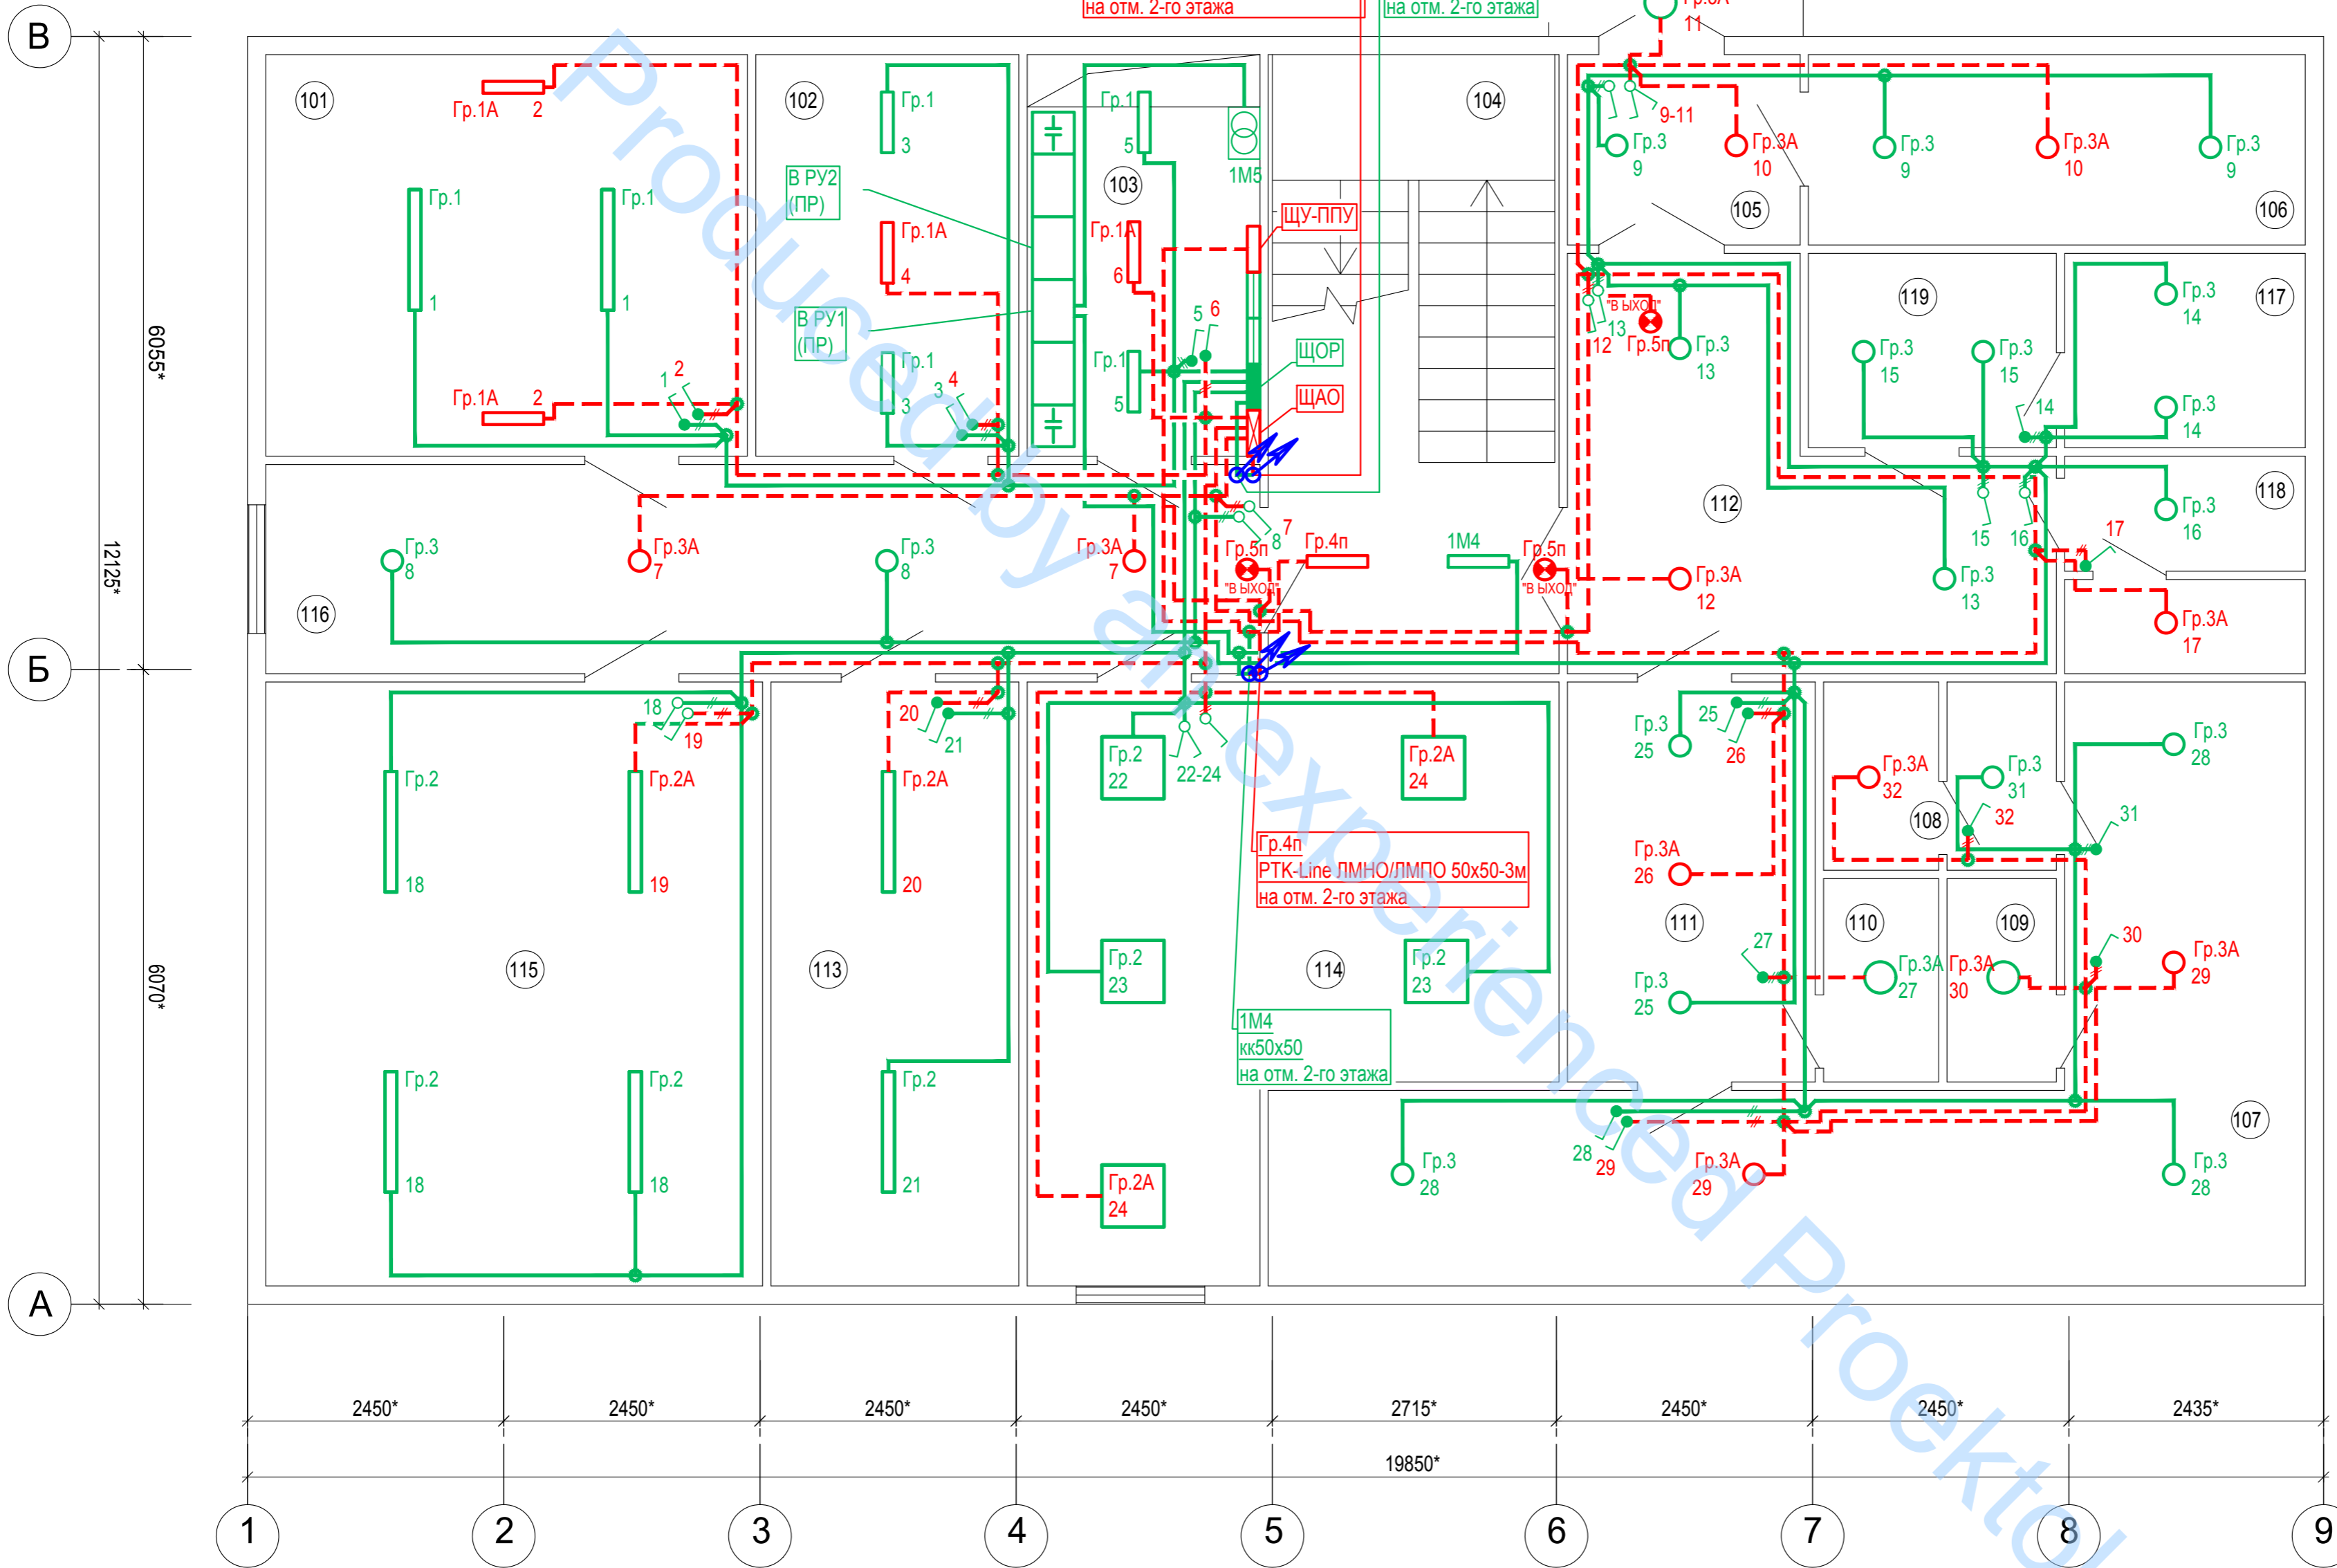 на отм. 2-го этажа
на отм. 2-го этажа
Гр.3А
11
В
101
Гр.1А
2
102
Гр.1
3
Гр.1
5
1М5
104
9-11
Гр.3
9
Гр.3А
10
Гр.3
9
Гр.3А
10
Гр.3
9
В РУ2
(ПР)
103
105
106
Гр.1
1
Гр.1
1
Гр.1А
4
Гр.1А
6
ЩУ-ППУ
119
117
Гр.3
14
"В ЫХОД"
12
13
Гр.5п
Гр.3
13
В РУ1
(ПР)
5
6
Гр.1
3
Гр.1
5
ЩОР
ЩАО
Гр.3
15
Гр.3
15
14
Гр.3
14
6055*
1
2
3
4
Гр.1А
2
112
118
Гр.3
16
15
16
17
7
8
12125*
Гр.3
8
Гр.3А
7
Гр.3
8
Гр.3А
7
Гр.5п
"В ЫХОД"
Гр.4п
1М4
Гр.5п
"В ЫХОД"
Гр.3А
12
Гр.3
13
Гр.3А
17
116
Б
18
19
20
21
22-24
Гр.2
22
Гр.2А
24
Гр.3
25
25
26
Гр.3
28
Гр.2
18
Гр.2А
19
Гр.2А
20
Гр.3А
32
Гр.3
31
32
31
108
Гр.4п
РТК-Line ЛМНО/ЛМПО 50х50-3м
на отм. 2-го этажа
Гр.3А
26
111
110
109
27
30
115
113
114
Гр.2
23
Гр.2
23
Гр.3
25
Гр.3А
27
Гр.3А
30
Гр.3А
29
6070*
1М4
кк50х50
на отм. 2-го этажа
Гр.2
18
Гр.2
18
Гр.2
21
Гр.2А
24
107
Гр.3
28
28
29
Гр.3А
29
Гр.3
28
А
2450*
2450*
2450*
2450*
2715*
2450*
2450*
2435*
19850*
1
2
3
4
5
6
7
8
9
Produced by an experienced Proektol